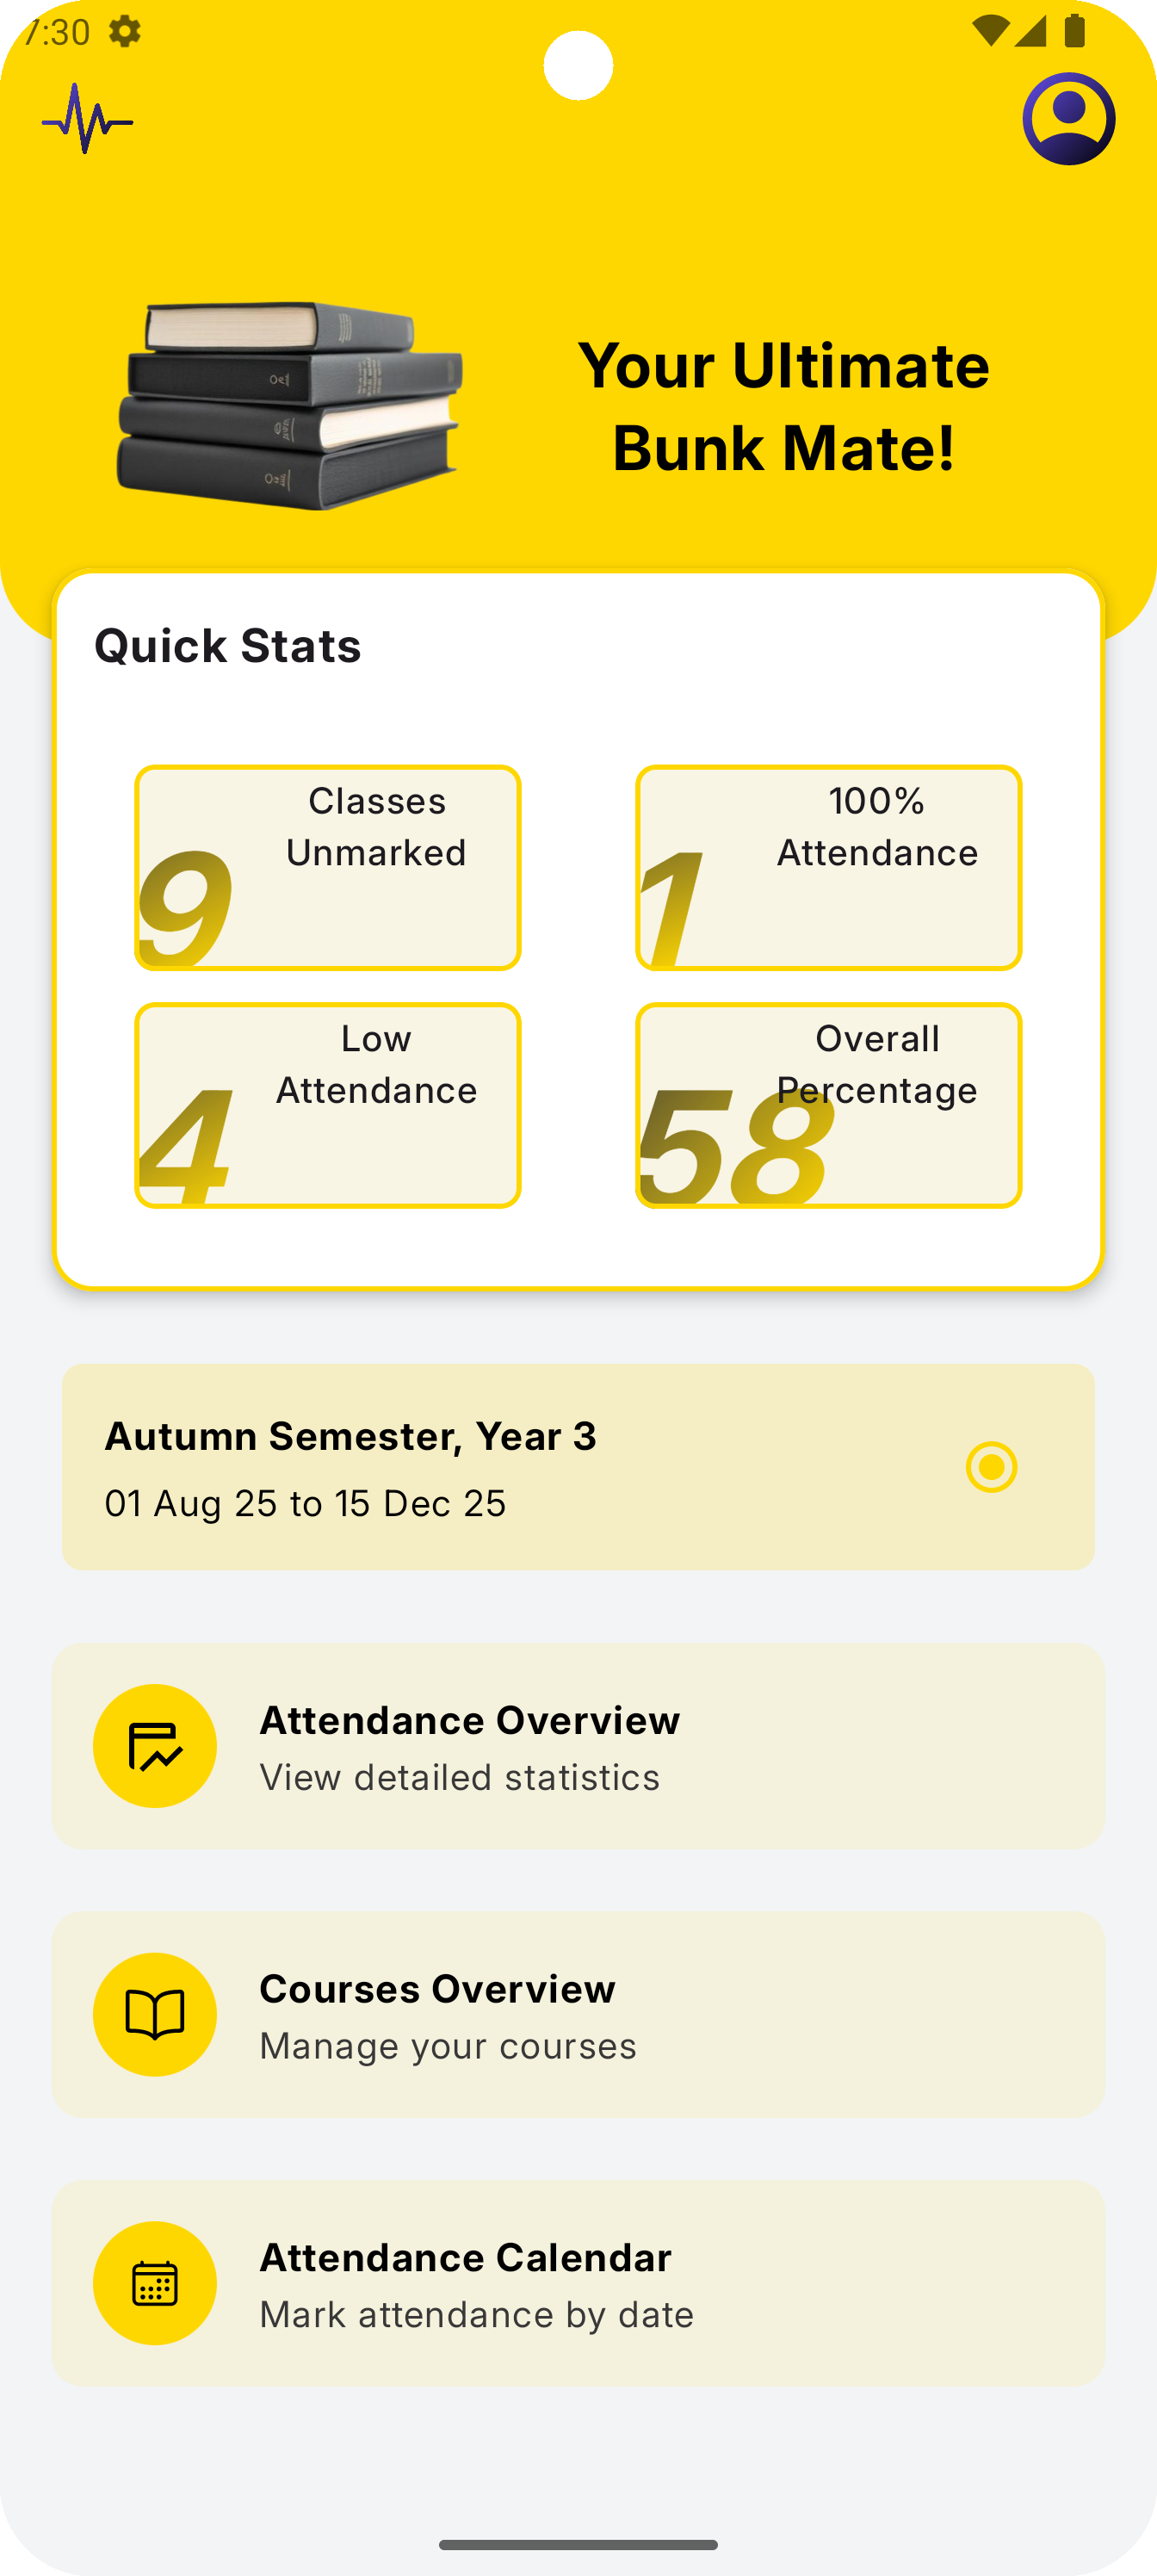 7:30
Your Ultimate
Bunk Mate!
Quick Stats
Classes
Unmarked
9
100%
Attendance
1
Low
Attendance
4
Overall
Percentage
58
Autumn Semester, Year 3
01 Aug 25 to 15 Dec 25
Attendance Overview
View detailed statistics
Courses Overview
Manage your courses
Attendance Calendar
Mark attendance by date